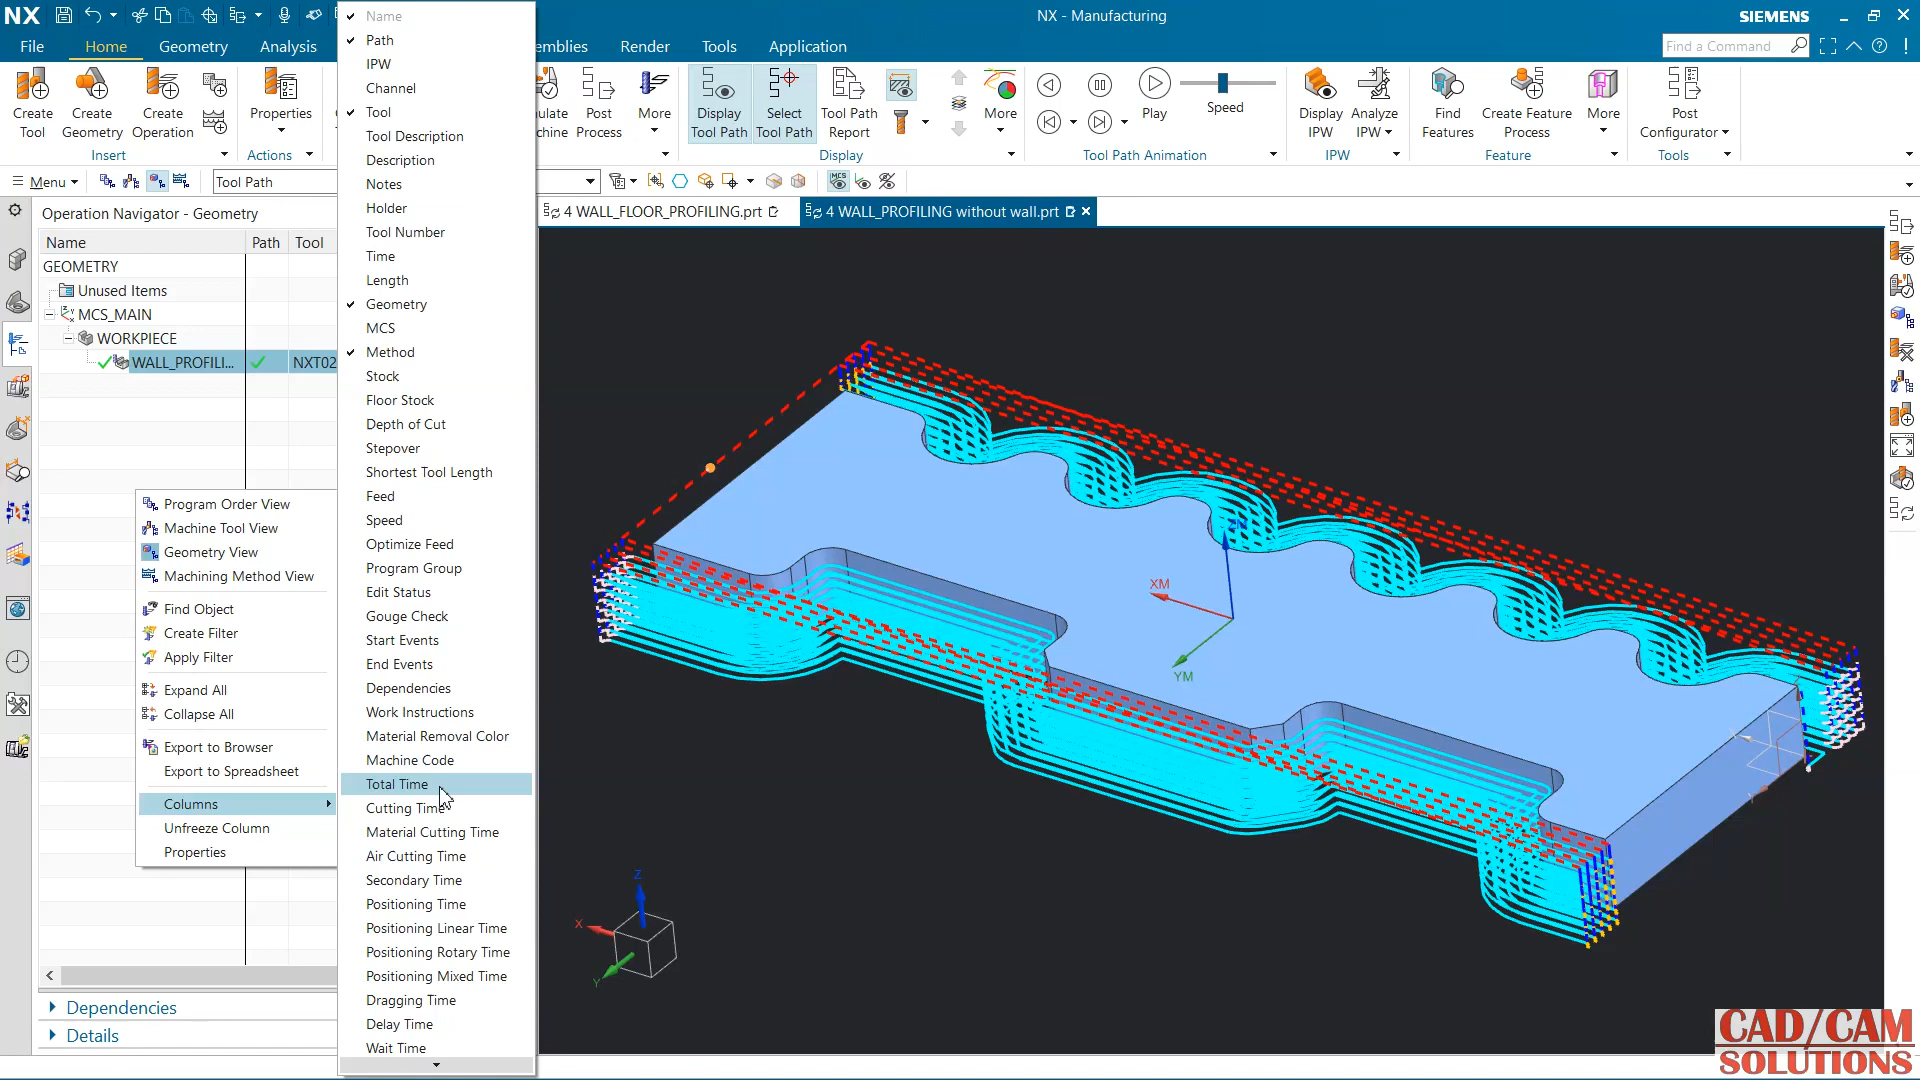 NX
NX - Manufacturing
SIEMENS
File
Home
Geometry
Analysis
emblies
Render
Tools
Application
Find a Command
Create Tool
Create Geometry
Create Operation
Properties
Insert
Actions
ulate chine
Post Process
More
Display Tool Path
Select Tool Path
Tool Path Report
More
Display
Play
Speed
Tool Path Animation
Display IPW
Analyze IPW
IPW
Find Features
Create Feature Process
More
Feature
Post Configurator
Tools
Menu
Tool Path
MCS
Operation Navigator - Geometry
4 WALL_FLOOR_PROFILING.prt
4 WALL_PROFILING without wall.prt
Name
Path
Tool
GEOMETRY
Unused Items
MCS_MAIN
WORKPIECE
WALL_PROFILI...
NXT02
Program Order View
Machine Tool View
Geometry View
Machining Method View
Find Object
Create Filter
Apply Filter
Expand All
Collapse All
Export to Browser
Export to Spreadsheet
Columns
Unfreeze Column
Properties
Dependencies
Details
Name
Path
IPW
Channel
Tool
Tool Description
Description
Notes
Holder
Tool Number
Time
Length
Geometry
MCS
Method
Stock
Floor Stock
Depth of Cut
Stepover
Shortest Tool Length
Feed
Speed
Optimize Feed
Program Group
Edit Status
Gouge Check
Start Events
End Events
Dependencies
Work Instructions
Material Removal Color
Machine Code
Total Time
Cutting Time
Material Cutting Time
Air Cutting Time
Secondary Time
Positioning Time
Positioning Linear Time
Positioning Rotary Time
Positioning Mixed Time
Dragging Time
Delay Time
Wait Time
XM
YM
Z
X
Y
CAD/CAM
SOLUTIONS